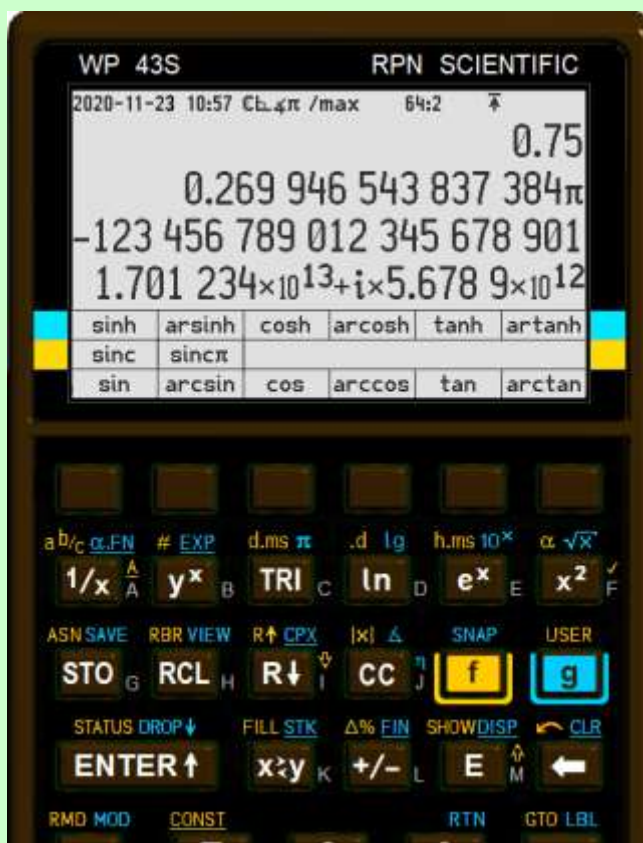 WP 43S RPN SCIENTIFIC
2020-11-23 10:57 ℂ∟∡π /max 64:2 ↑
0.75
0.269 946 543 837 384π
-123 456 789 012 345 678 901
1.701 234×10¹³+i×5.678 9×10¹²
sinh arsinh cosh arcosh tanh artanh
sinc sincπ
sin arcsin cos arccos tan arctan
a b/c α.FN # EXP d.ms π .d lg h.ms 10ˣ α √x
1/x A yˣ B TRI C ln D eˣ E x² F
ASN SAVE RBR VIEW R↑ CPX |x| ∡ SNAP USER
STO G RCL H R↓ I CC J f g
STATUS DROP↓ FILL STK Δ% FIN SHOW DISP CLR
ENTER↑ x≷y K +/- L E M ←
RMD MOD CONST RTN GTO LBL